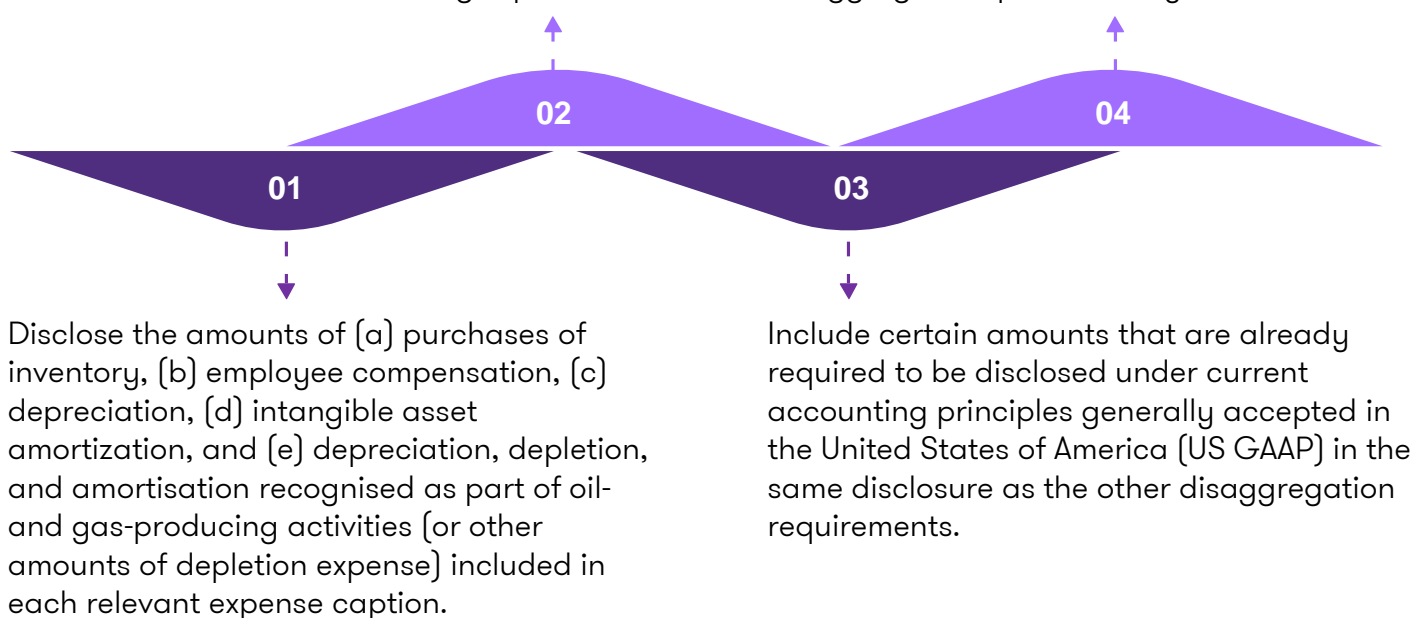 02
04
01
03
Disclose the amounts of (a) purchases of
inventory, (b) employee compensation, (c)
depreciation, (d) intangible asset
amortization, and (e) depreciation, depletion,
and amortisation recognised as part of oil-
and gas-producing activities (or other
amounts of depletion expense) included in
each relevant expense caption.
Include certain amounts that are already
required to be disclosed under current
accounting principles generally accepted in
the United States of America (US GAAP) in the
same disclosure as the other disaggregation
requirements.